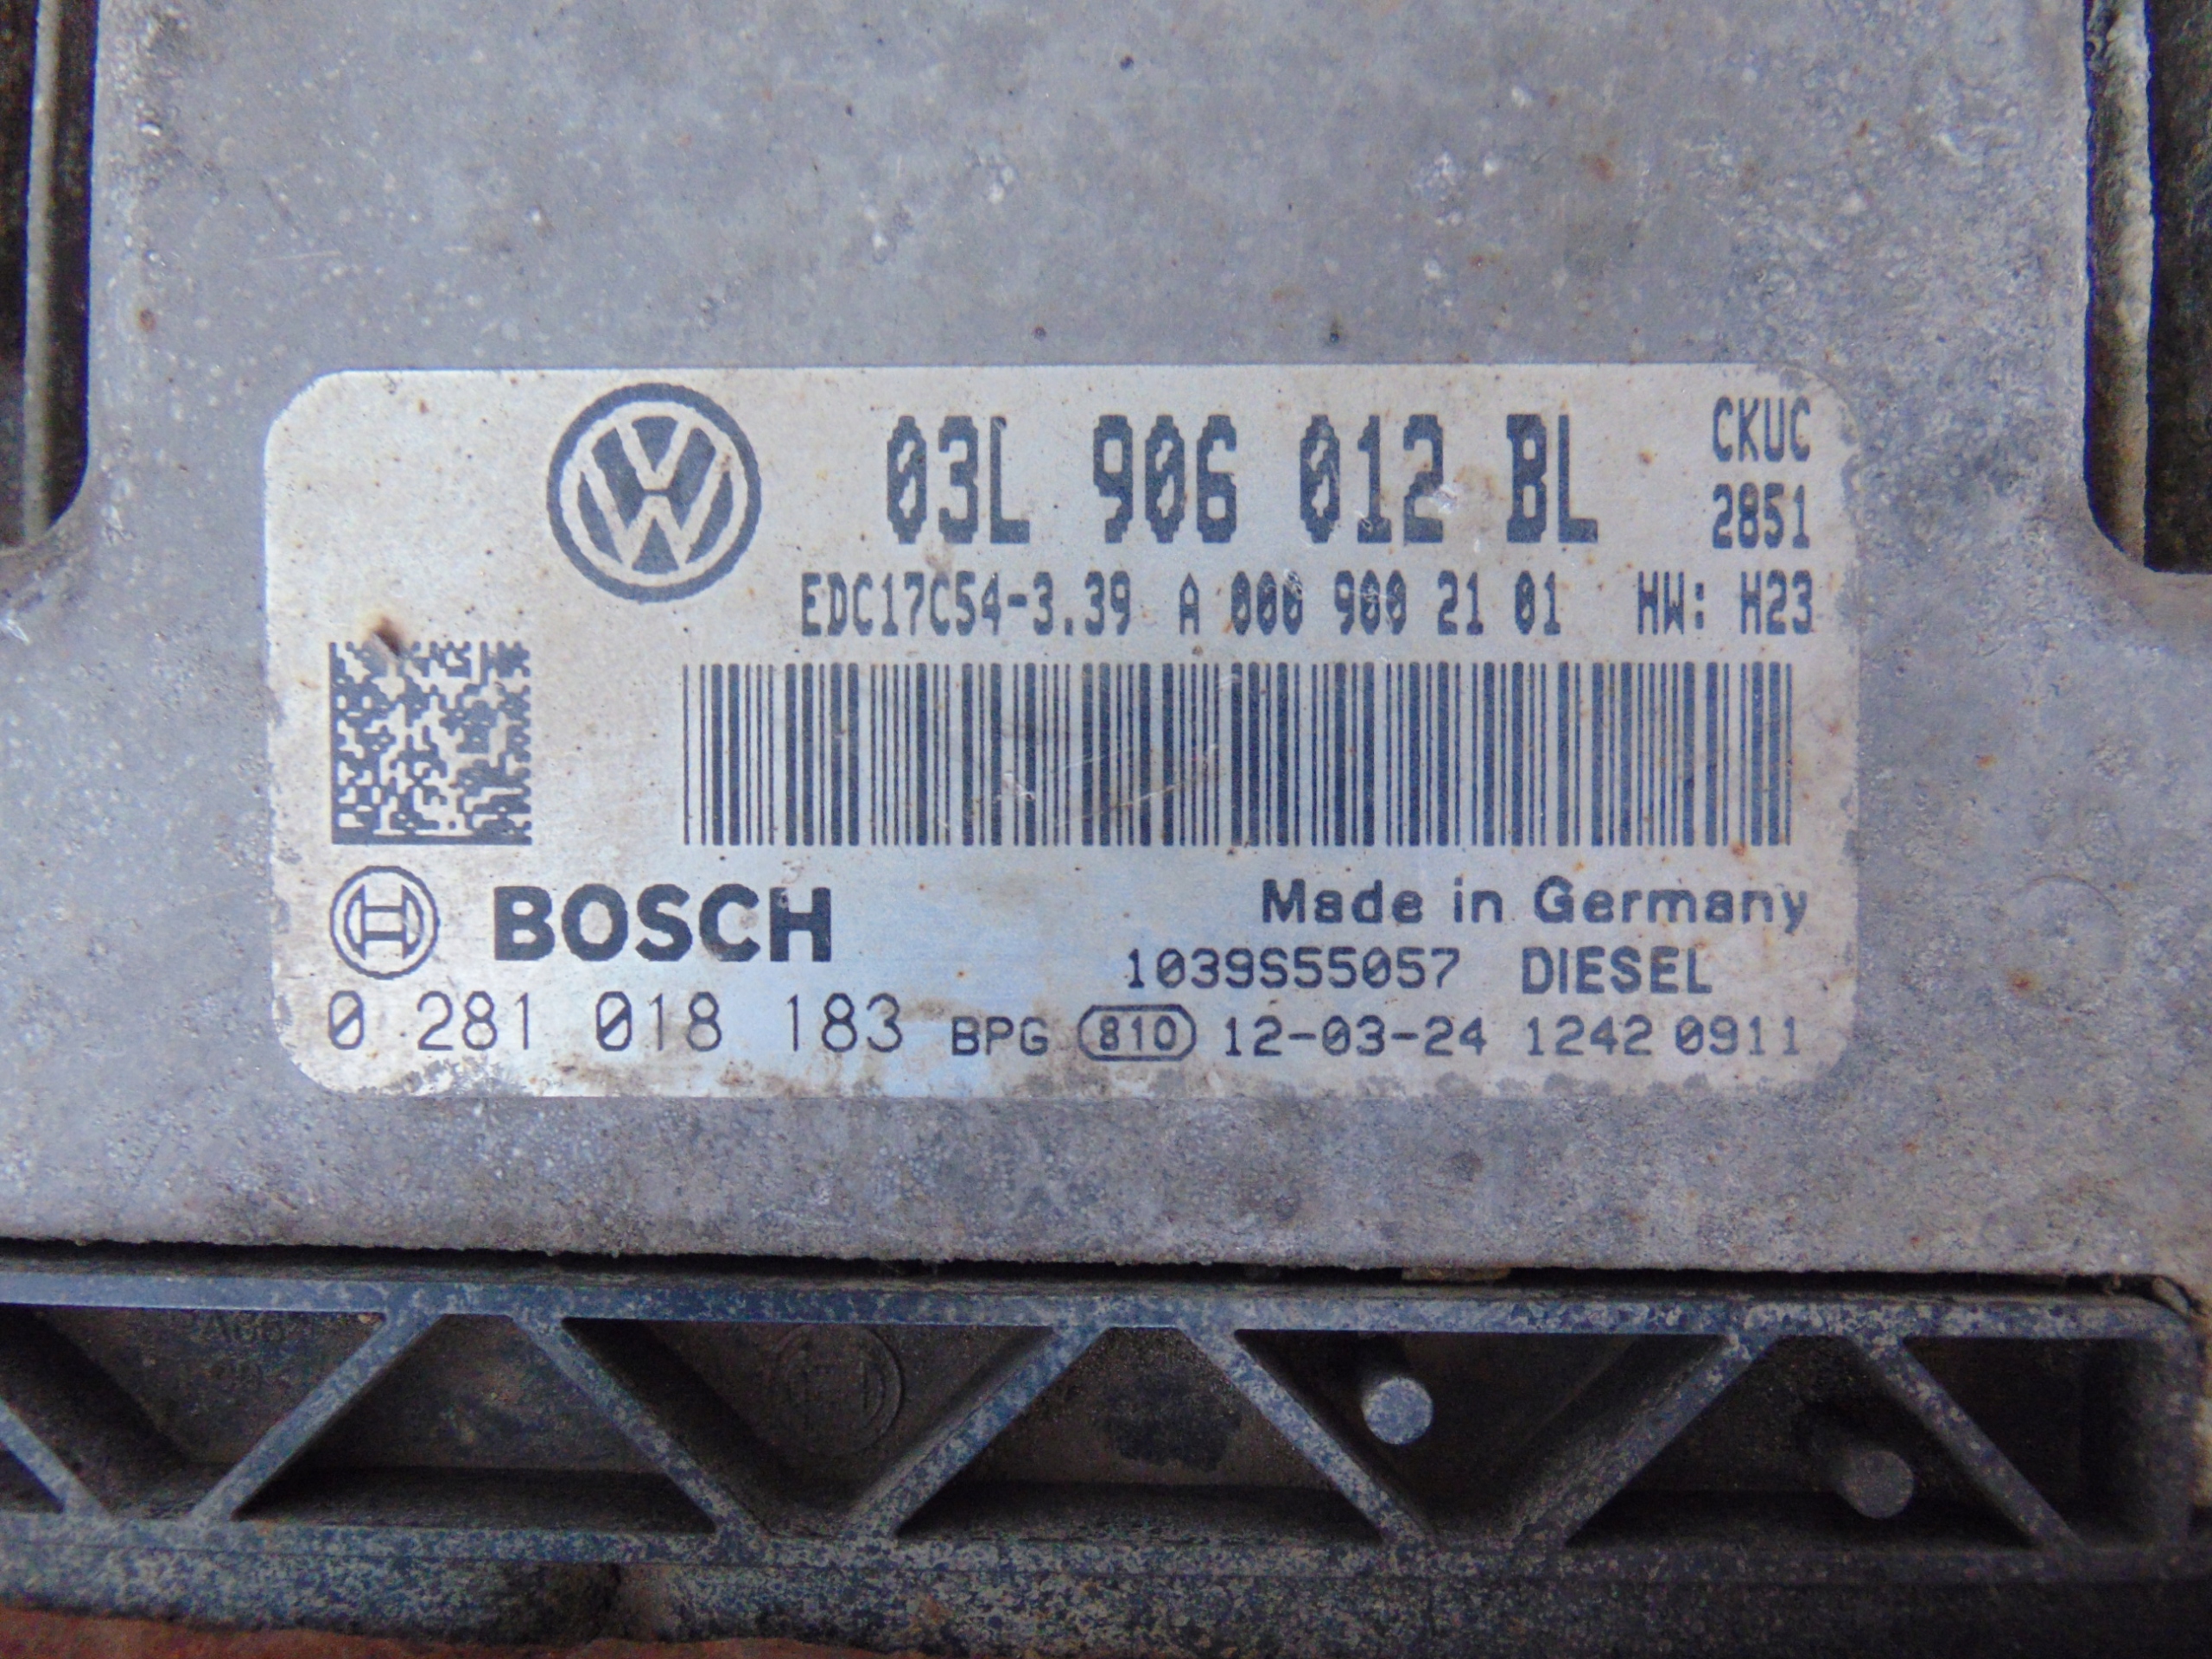 03L 906 012 BL
CKUC
2851
EDC17C54-3.39 A 000 900 21 01 HW: H23
BOSCH
Made in Germany
1039S55057 DIESEL
0 281 018 183 BPG 810 12-03-24 1242 0911